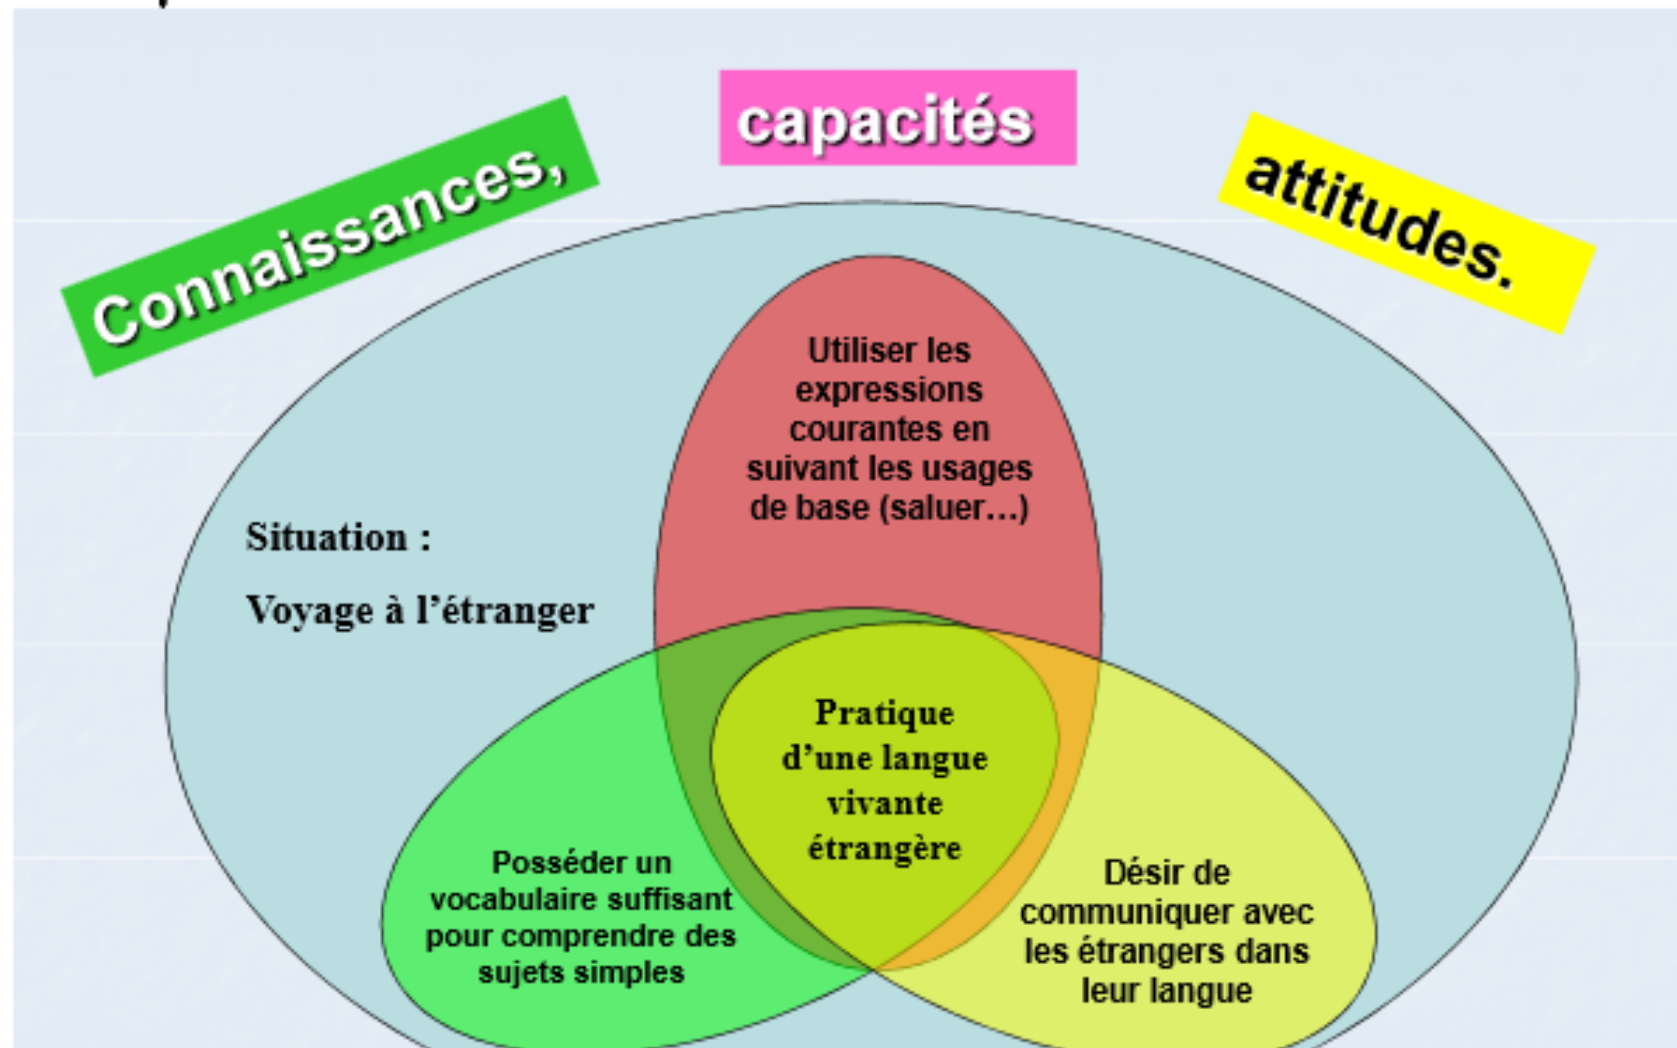 Connaissances,
capacités
attitudes.
Utiliser les
expressions
courantes en
suivant les usages
de base (saluer…)
Situation :
Voyage à l’étranger
Pratique
d’une langue
vivante
étrangère
Posséder un
vocabulaire suffisant
pour comprendre des
sujets simples
Désir de
communiquer avec
les étrangers dans
leur langue